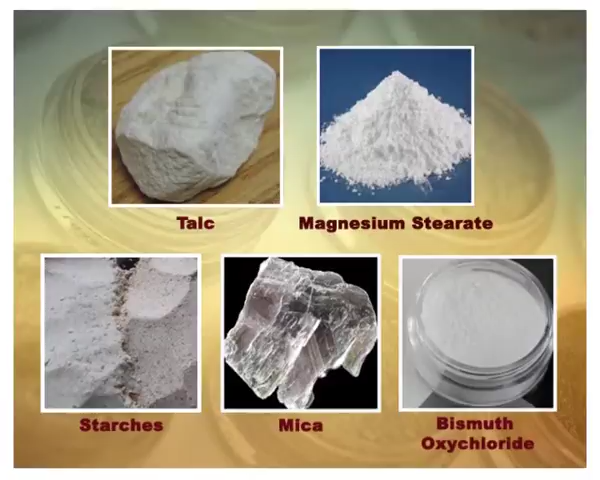 Talc
Magnesium Stearate
Starches
Mica
Bismuth
Oxychloride